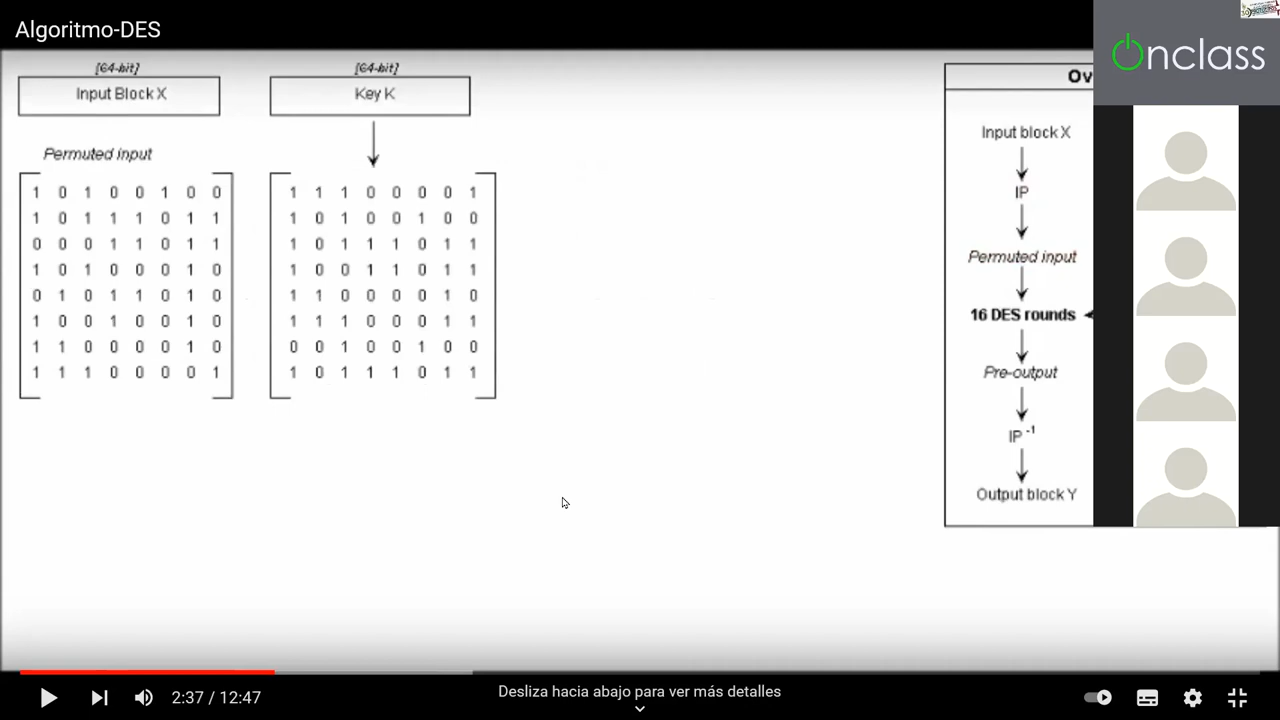 Algoritmo-DES
Onclass
[64-bit]
Input Block X
[64-bit]
Key K
Permuted input
1 0 1 0 0 1 0 0
1 0 1 1 1 0 1 1
0 0 0 1 1 0 1 1
1 0 1 0 0 0 1 0
0 1 0 1 1 0 1 0
1 0 0 1 0 0 1 0
1 1 0 0 0 0 1 0
1 1 1 0 0 0 0 1
1 1 1 0 0 0 0 1
1 0 1 0 0 1 0 0
1 0 1 1 1 0 1 1
1 0 0 1 1 0 1 1
1 1 0 0 0 0 1 0
1 1 1 0 0 0 1 1
0 0 1 0 0 1 0 0
1 0 1 1 1 0 1 1
Ov
Input block X
IP
Permuted input
16 DES rounds
Pre-output
IP -1
Output block Y
2:37 / 12:47
Desliza hacia abajo para ver más detalles